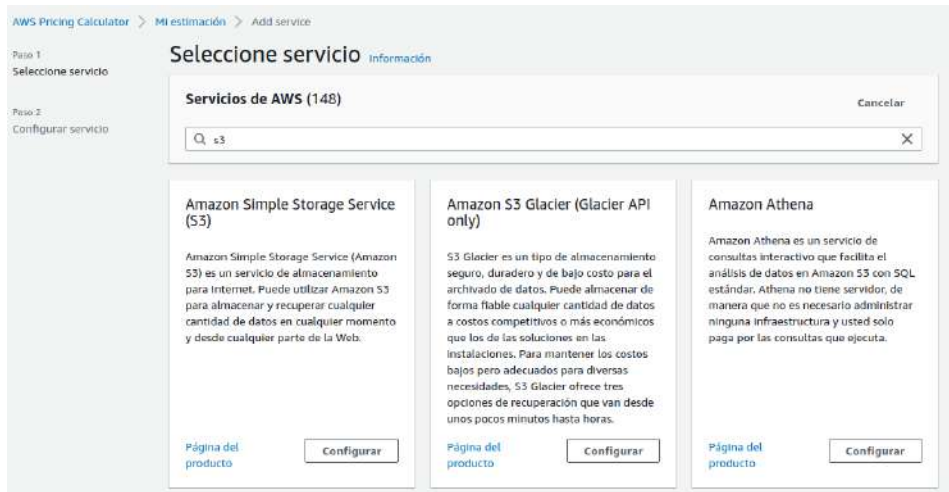 AWS Pricing Calculator > Mi estimación > Add service
Paso 1
Seleccione servicio
Paso 2
Configurar servicio
Seleccione servicio Información
Servicios de AWS (148)
Cancelar
s3
Amazon Simple Storage Service
(S3)
Amazon Simple Storage Service (Amazon
S3) es un servicio de almacenamiento
para Internet. Puede utilizar Amazon S3
para almacenar y recuperar cualquier
cantidad de datos en cualquier momento
y desde cualquier parte de la Web.
Página del
producto
Configurar
Amazon S3 Glacier (Glacier API
only)
S3 Glacier es un tipo de almacenamiento
seguro, duradero y de bajo costo para el
archivado de datos. Puede almacenar de
forma fiable cualquier cantidad de datos
a costos competitivos o más económicos
que los de las soluciones en las
instalaciones. Para mantener los costos
bajos pero adecuados para diversas
necesidades, S3 Glacier ofrece tres
opciones de recuperación que van desde
unos pocos minutos hasta horas.
Página del
producto
Configurar
Amazon Athena
Amazon Athena es un servicio de
consultas interactivo que facilita el
análisis de datos en Amazon S3 con SQL
estándar. Athena no tiene servidor, de
manera que no es necesario administrar
ninguna infraestructura y usted solo
paga por las consultas que ejecuta.
Página del
producto
Configurar